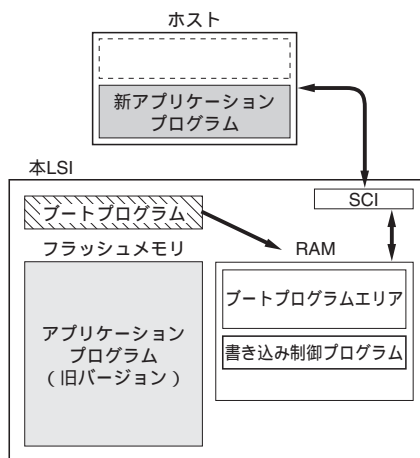 ホスト
新アプリケーション
プログラム
本LSI
SCI
ブートプログラム
フラッシュメモリ
RAM
ブートプログラムエリア
アプリケーション
プログラム
（旧バージョン）
書き込み制御プログラム